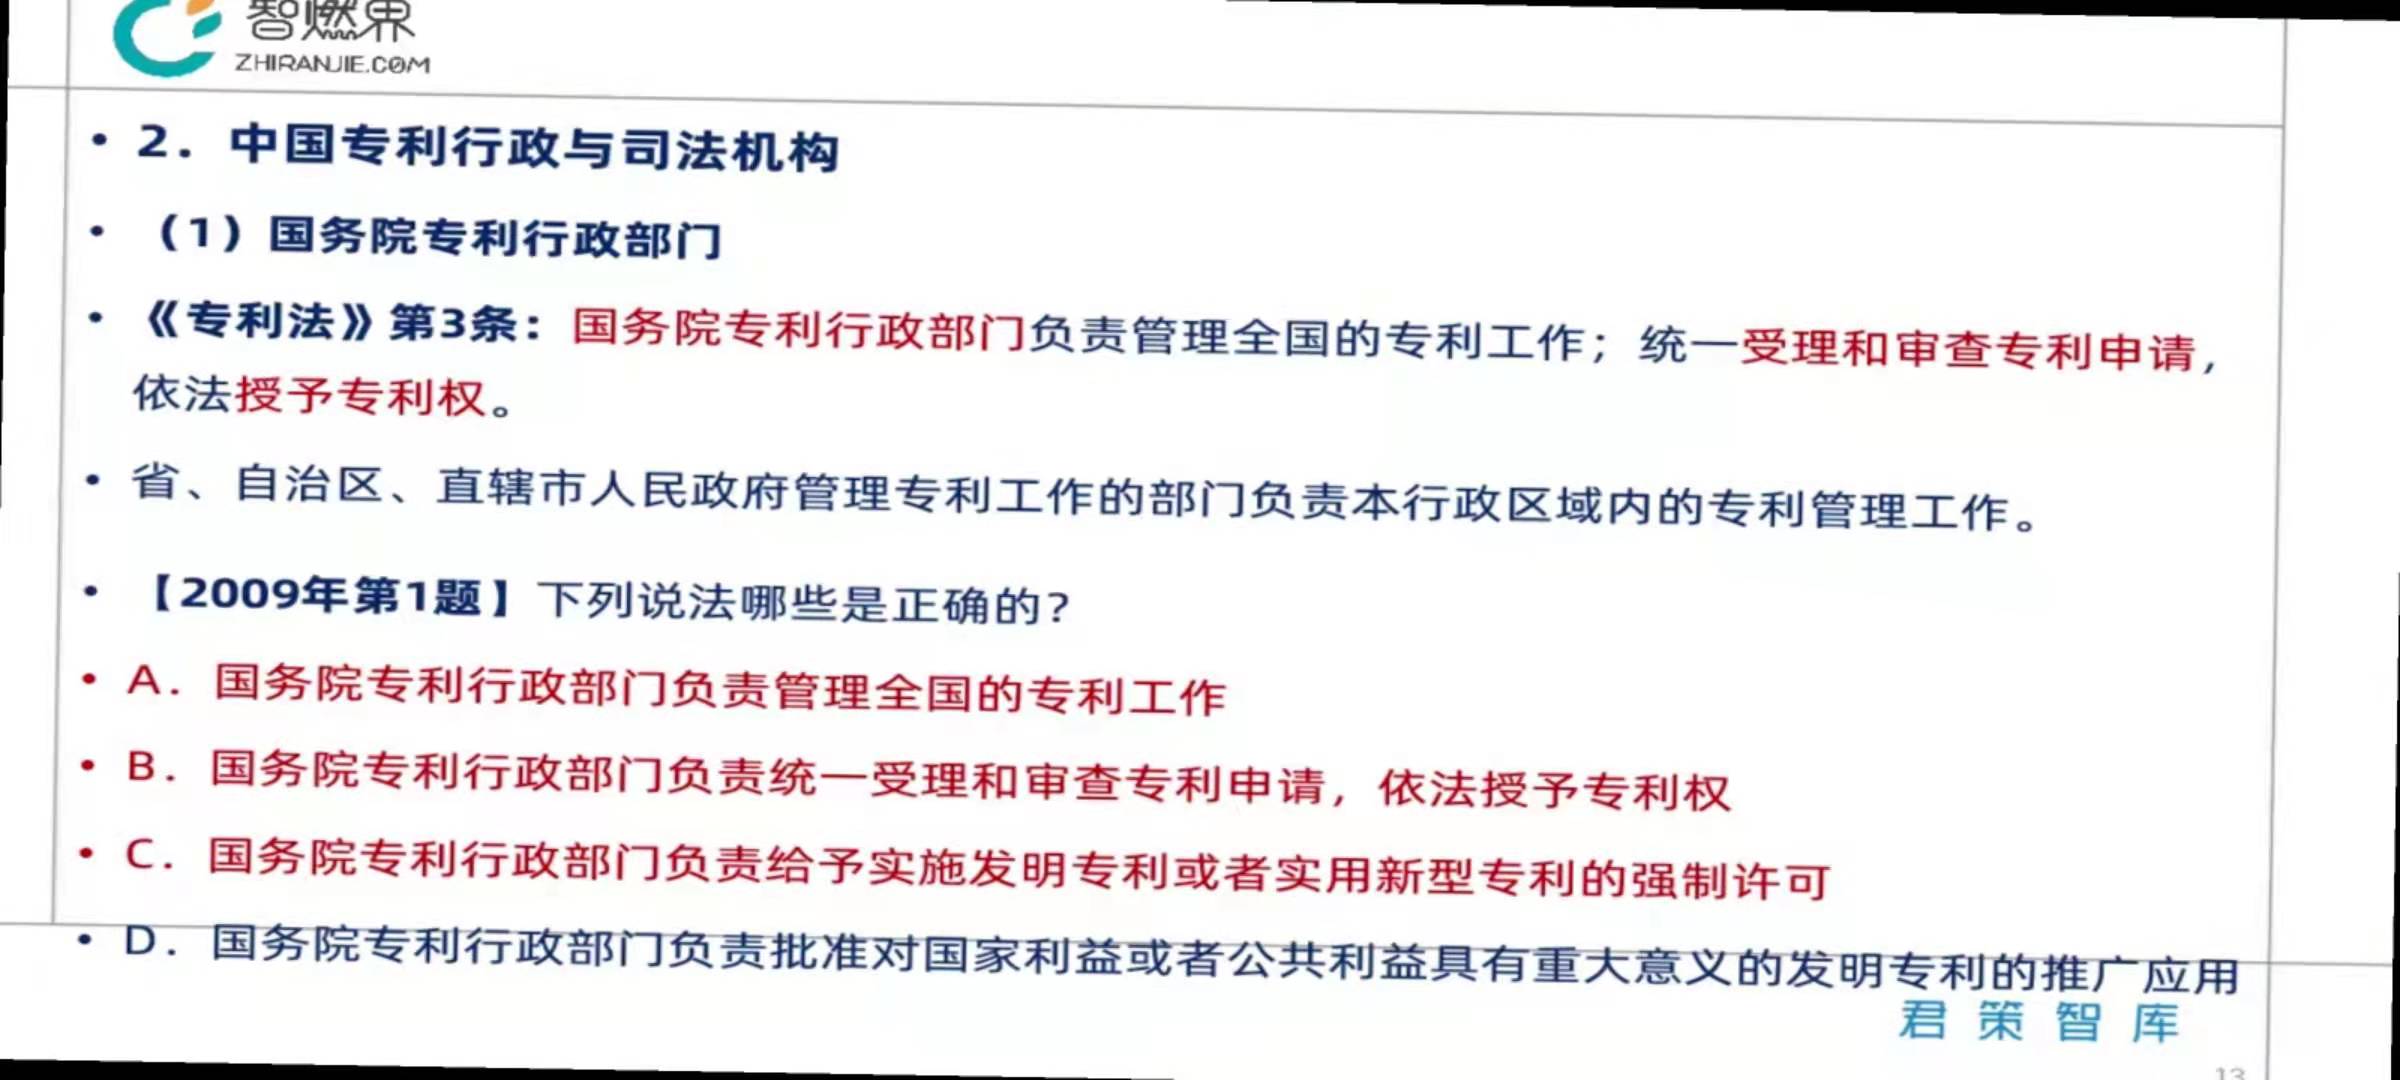 智燃界
ZHIRANJIE.COM
• 2. 中国专利行政与司法机构
• （1）国务院专利行政部门
• 《专利法》第3条：国务院专利行政部门负责管理全国的专利工作；统一受理和审查专利申请，
依法授予专利权。
• 省、自治区、直辖市人民政府管理专利工作的部门负责本行政区域内的专利管理工作。
• 【2009年第1题】下列说法哪些是正确的？
• A. 国务院专利行政部门负责管理全国的专利工作
• B. 国务院专利行政部门负责统一受理和审查专利申请，依法授予专利权
• C. 国务院专利行政部门负责给予实施发明专利或者实用新型专利的强制许可
• D. 国务院专利行政部门负责批准对国家利益或者公共利益具有重大意义的发明专利的推广应用
君策智库
13